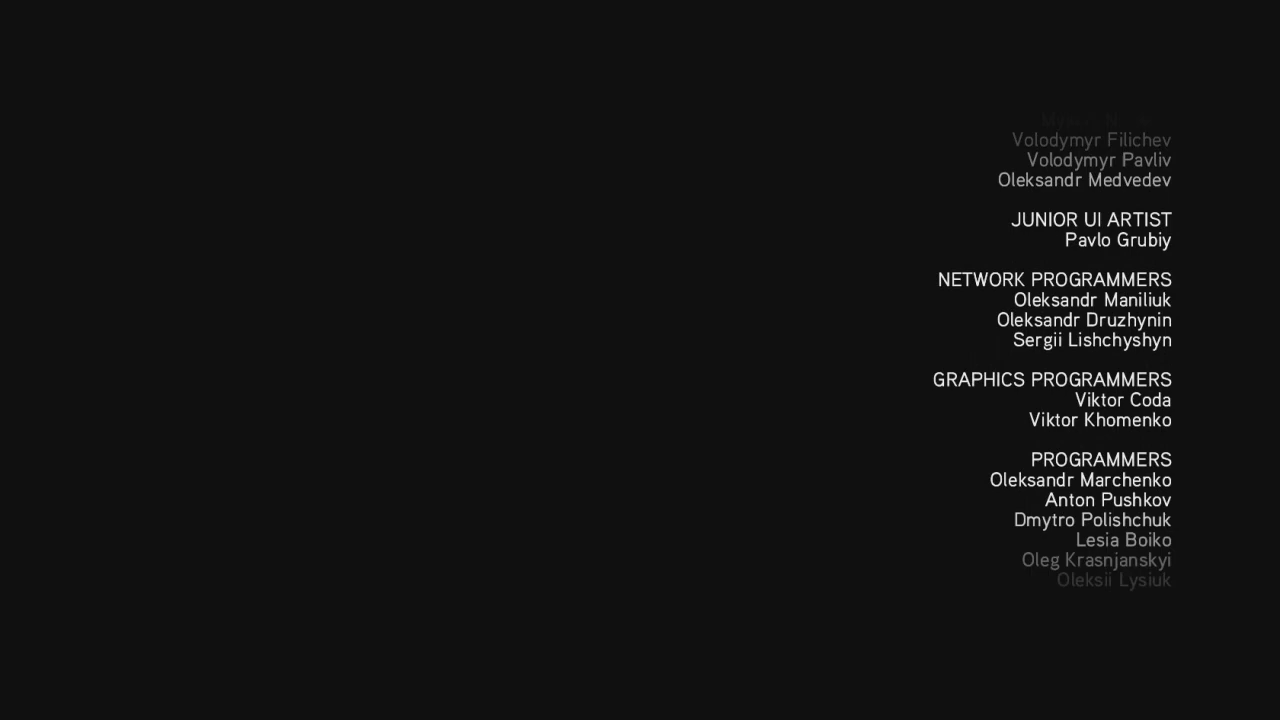 Volodymyr Filichev
Volodymyr Pavliv
Oleksandr Medvedev
JUNIOR UI ARTIST
Pavlo Grubiy
NETWORK PROGRAMMERS
Oleksandr Maniliuk
Oleksandr Druzhynin
Sergii Lishchyshyn
GRAPHICS PROGRAMMERS
Viktor Coda
Viktor Khomenko
PROGRAMMERS
Oleksandr Marchenko
Anton Pushkov
Dmytro Polishchuk
Lesia Boiko
Oleg Krasnjanskyi
Oleksii Lysiuk